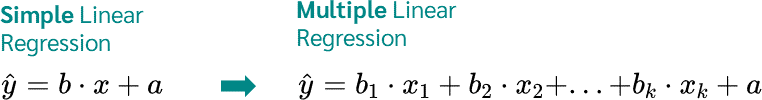 Simple Linear
Regression
ŷ = b · x + a
Multiple Linear
Regression
ŷ = b₁ · x₁ + b₂ · x₂+…+bₖ · xₖ + a